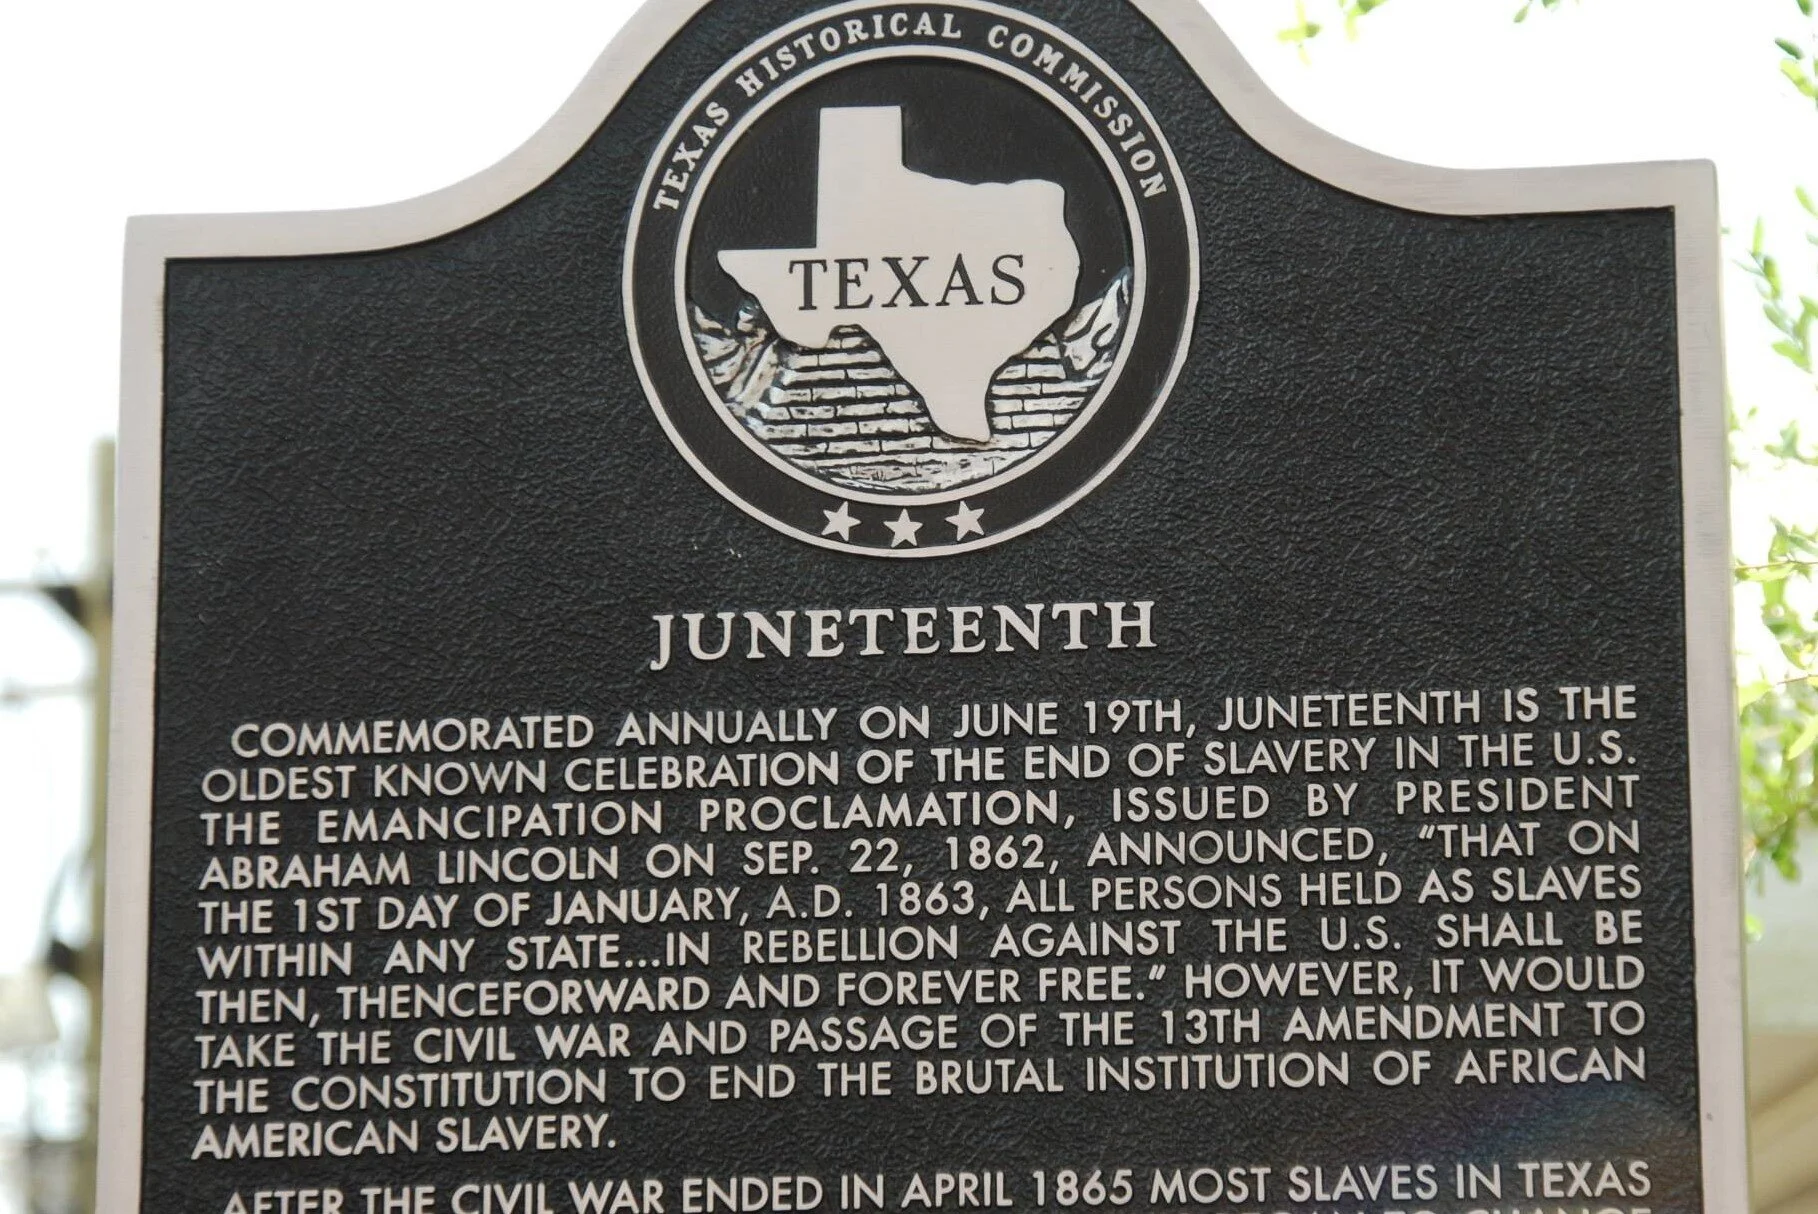 TEXAS HISTORICAL COMMISSION
TEXAS
JUNETEENTH
COMMEMORATED ANNUALLY ON JUNE 19TH, JUNETEENTH IS THE
OLDEST KNOWN CELEBRATION OF THE END OF SLAVERY IN THE U.S.
THE EMANCIPATION PROCLAMATION, ISSUED BY PRESIDENT
ABRAHAM LINCOLN ON SEP. 22, 1862, ANNOUNCED, “THAT ON
THE 1ST DAY OF JANUARY, A.D. 1863, ALL PERSONS HELD AS SLAVES
WITHIN ANY STATE...IN REBELLION AGAINST THE U.S. SHALL BE
THEN, THENCEFORWARD AND FOREVER FREE.” HOWEVER, IT WOULD
TAKE THE CIVIL WAR AND PASSAGE OF THE 13TH AMENDMENT TO
THE CONSTITUTION TO END THE BRUTAL INSTITUTION OF AFRICAN
AMERICAN SLAVERY.
AFTER THE CIVIL WAR ENDED IN APRIL 1865 MOST SLAVES IN TEXAS
TO CHANGE